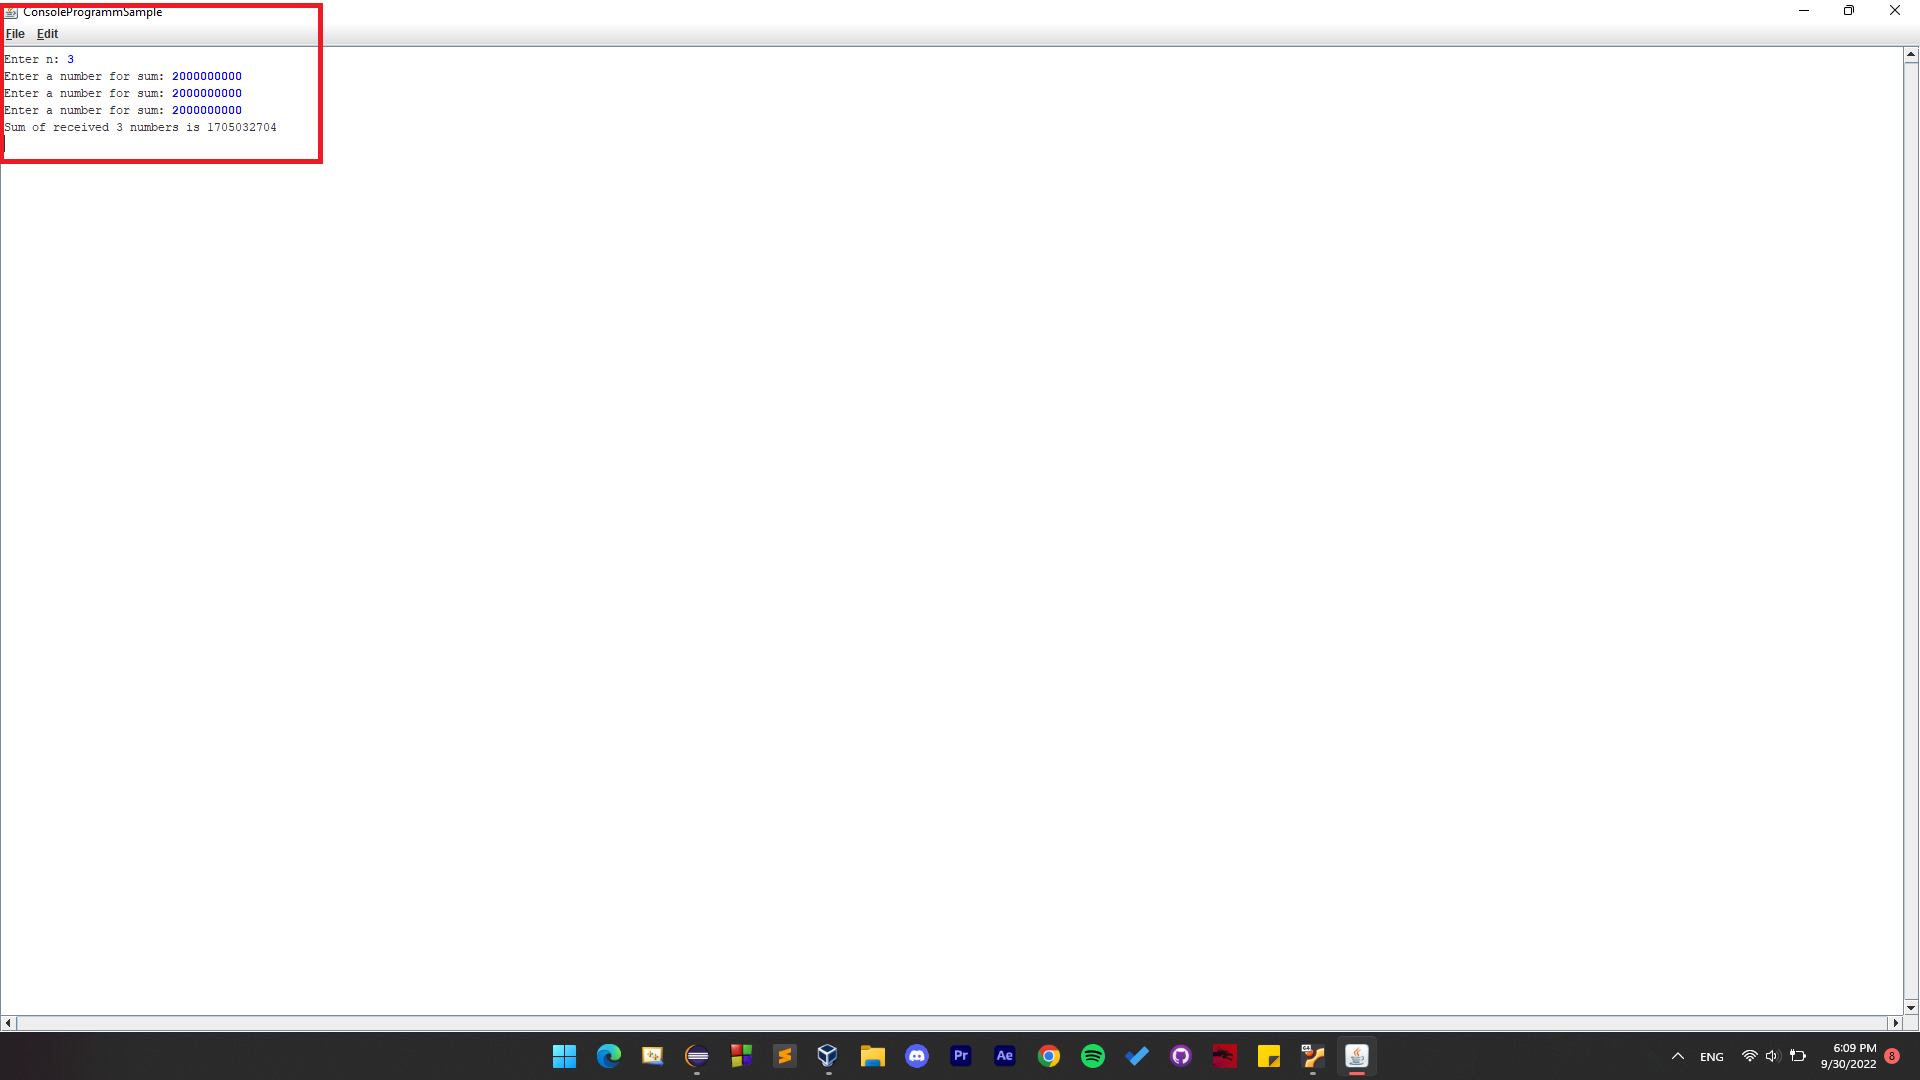 ConsoleProgrammSample
File Edit
Enter n: 3
Enter a number for sum: 2000000000
Enter a number for sum: 2000000000
Enter a number for sum: 2000000000
Sum of received 3 numbers is 1705032704
Pr Ae 64 ENG 6:09 PM 8
9/30/2022